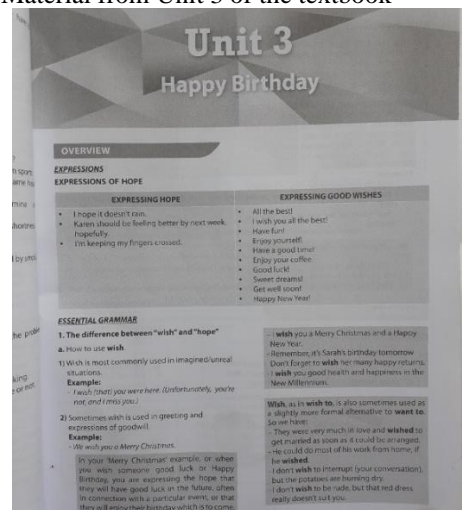 Material from Unit 3 of the textbook
Unit 3
Happy Birthday
OVERVIEW
EXPRESSIONS
EXPRESSIONS OF HOPE
EXPRESSING HOPE
• I hope it doesn't rain.
• Karen should be feeling better by next week, hopefully.
• I'm keeping my fingers crossed.
EXPRESSING GOOD WISHES
• All the best!
• I wish you all the best!
• Have fun!
• Enjoy yourself!
• Have a good time!
• Enjoy your coffee
• Good luck!
• Sweet dreams!
• Get well soon!
• Happy New Year!
ESSENTIAL GRAMMAR
1. The difference between "wish" and "hope"
a. How to use wish
1) Wish is most commonly used in imagined/unreal
situations.
Example:
- I wish (that) you were here. (Unfortunately, you're
not, and I miss you.)
2) Sometimes wish is used in greeting and
expressions of goodwill.
Example:
- We wish you a Merry Christmas.
In your 'Merry Christmas' example, or when
you wish someone good luck or Happy
Birthday, you are expressing the hope that
they will have good luck in the future, often
in connection with a particular event, or that
they will enjoy their birthday which is to come.
- I wish you a Merry Christmas and a Happy
New Year.
- Remember, it's Sarah's birthday tomorrow
Don't forget to wish her many happy returns.
- I wish you good health and happiness in the
New Millennium.
Wish, as in wish to, is also sometimes used as
a slightly more formal alternative to want to.
So we have:
- They were very much in love and wished to
get married as soon as it could be arranged.
- He could do most of his work from home, if
he wished.
- I don't wish to interrupt (your conversation),
but the potatoes are burning dry.
- I don't wish to be rude, but that red dress
really doesn't suit you.